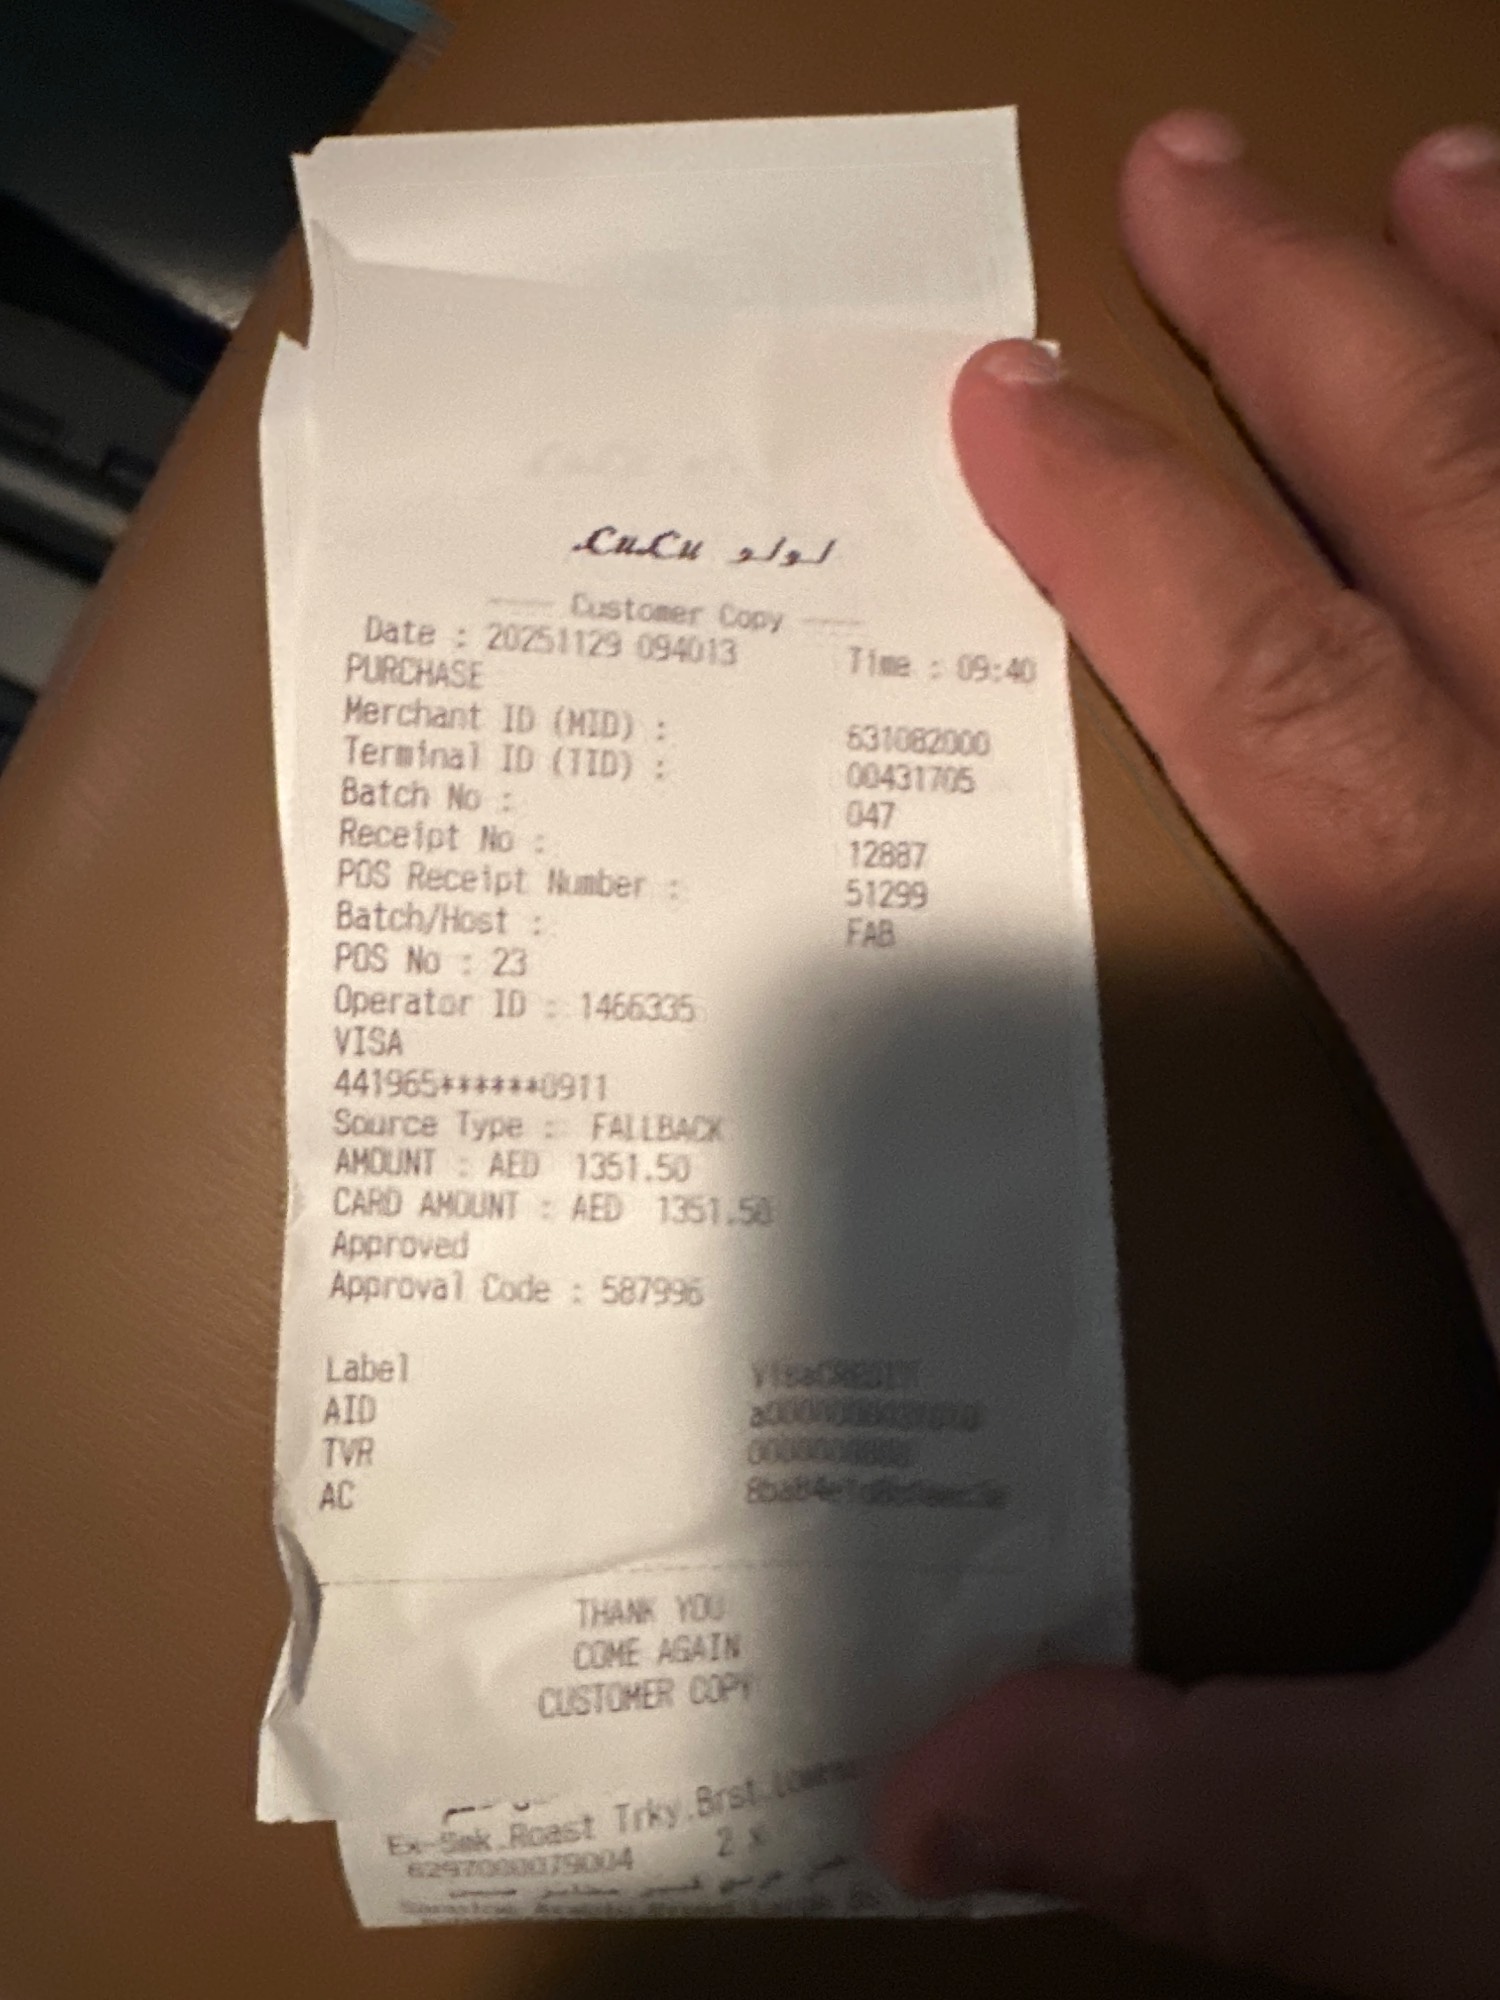 لولو
Customer Copy
Date : 20251129 094013 Time : 09:40
PURCHASE
Merchant ID (MID) : 631082000
Terminal ID (TID) : 00431705
Batch No : 047
Receipt No : 12887
POS Receipt Number : 51299
Batch/Host : FAB
POS No : 23
Operator ID : 1466335
VISA
441965******0911
Source Type : FALLBACK
AMOUNT : AED 1351.50
CARD AMOUNT : AED 1351.50
Approved
Approval Code : 587996
Label VisaCREDIT
AID
TVR
AC
THANK YOU
COME AGAIN
CUSTOMER COPY
Ex-Smk.Roast Trky.Brst.
6297000079004 2 x